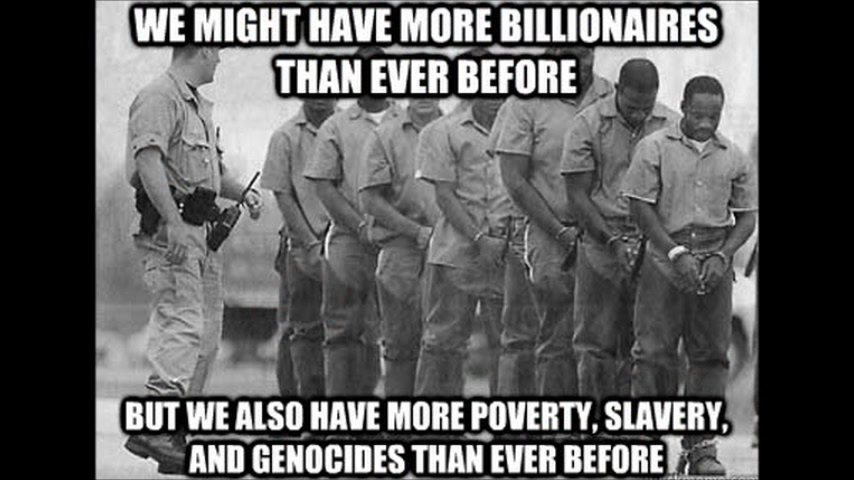 WE MIGHT HAVE MORE BILLIONAIRES
THAN EVER BEFORE
BUT WE ALSO HAVE MORE POVERTY, SLAVERY,
AND GENOCIDES THAN EVER BEFORE